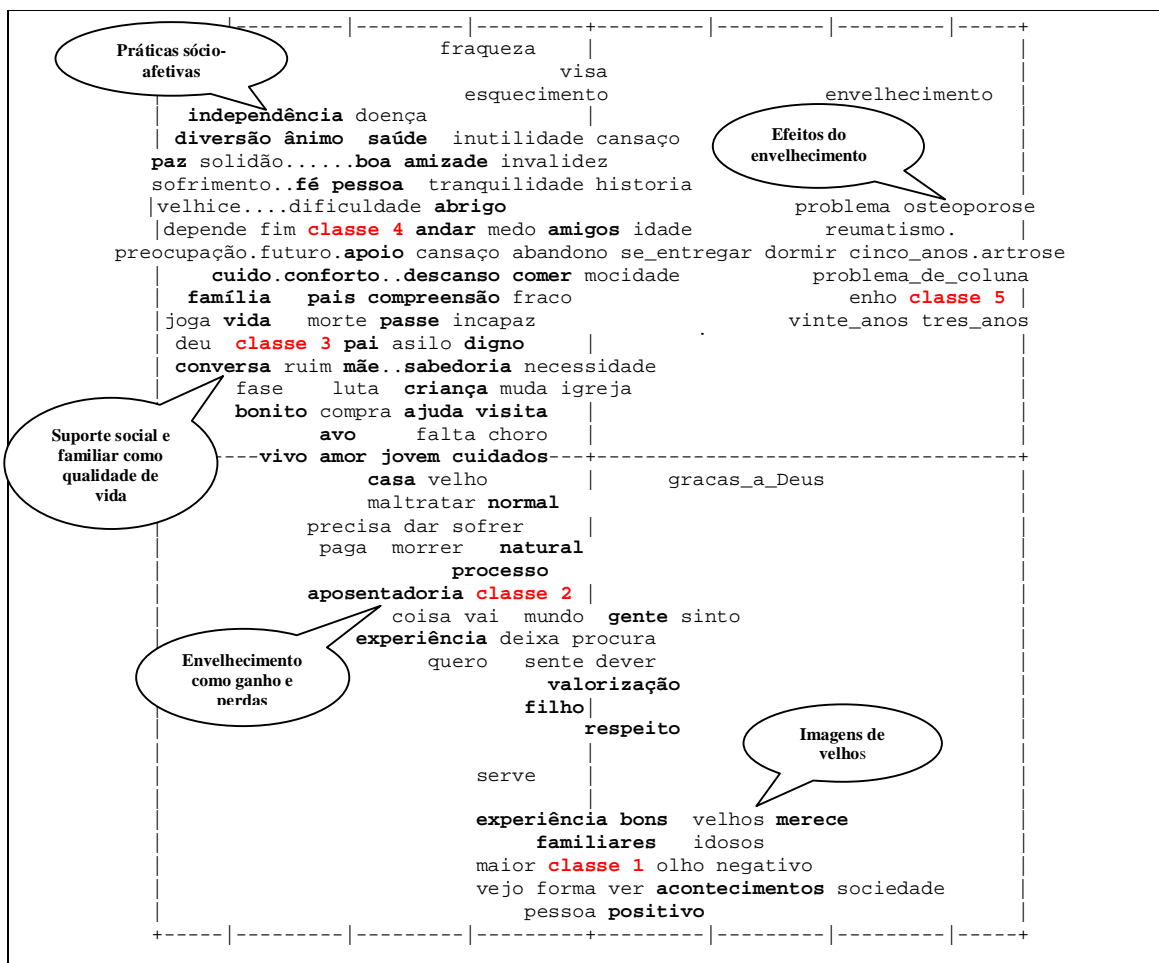 +-----|---------|---------|---------+---------|---------|-----+
Práticas sócio-
afetivas
fraqueza
visa
esquecimento envelhecimento
independência doença
diversão ânimo saúde inutilidade cansaço
Efeitos do
envelhecimento
paz solidão......boa amizade invalidez
sofrimento..fé pessoa tranquilidade historia
velhice....dificuldade abrigo problema osteoporose
depende fim classe 4 andar medo amigos idade reumatismo.
preocupação.futuro.apoio cansaço abandono se_entregar dormir cinco_anos.artrose
cuido.conforto..descanso comer mocidade problema_de_coluna
família pais compreensão fraco enho classe 5
joga vida morte passe incapaz vinte_anos tres_anos
deu classe 3 pai asilo digno
conversa ruim mãe..sabedoria necessidade
fase luta criança muda igreja
bonito compra ajuda visita
avo falta choro
Suporte social e
familiar como
qualidade de
vida
----vivo amor jovem cuidados---+-----------------------------------+
casa velho gracas_a_Deus
maltratar normal
precisa dar sofrer
paga morrer natural
processo
aposentadoria classe 2
coisa vai mundo gente sinto
experiência deixa procura
quero sente dever
Envelhecimento
como ganho e
perdas
valorização
filho
respeito
Imagens de
velhos
serve
experiência bons velhos merece
familiares idosos
maior classe 1 olho negativo
vejo forma ver acontecimentos sociedade
pessoa positivo
+-----|---------|---------|---------+---------|---------|-----+